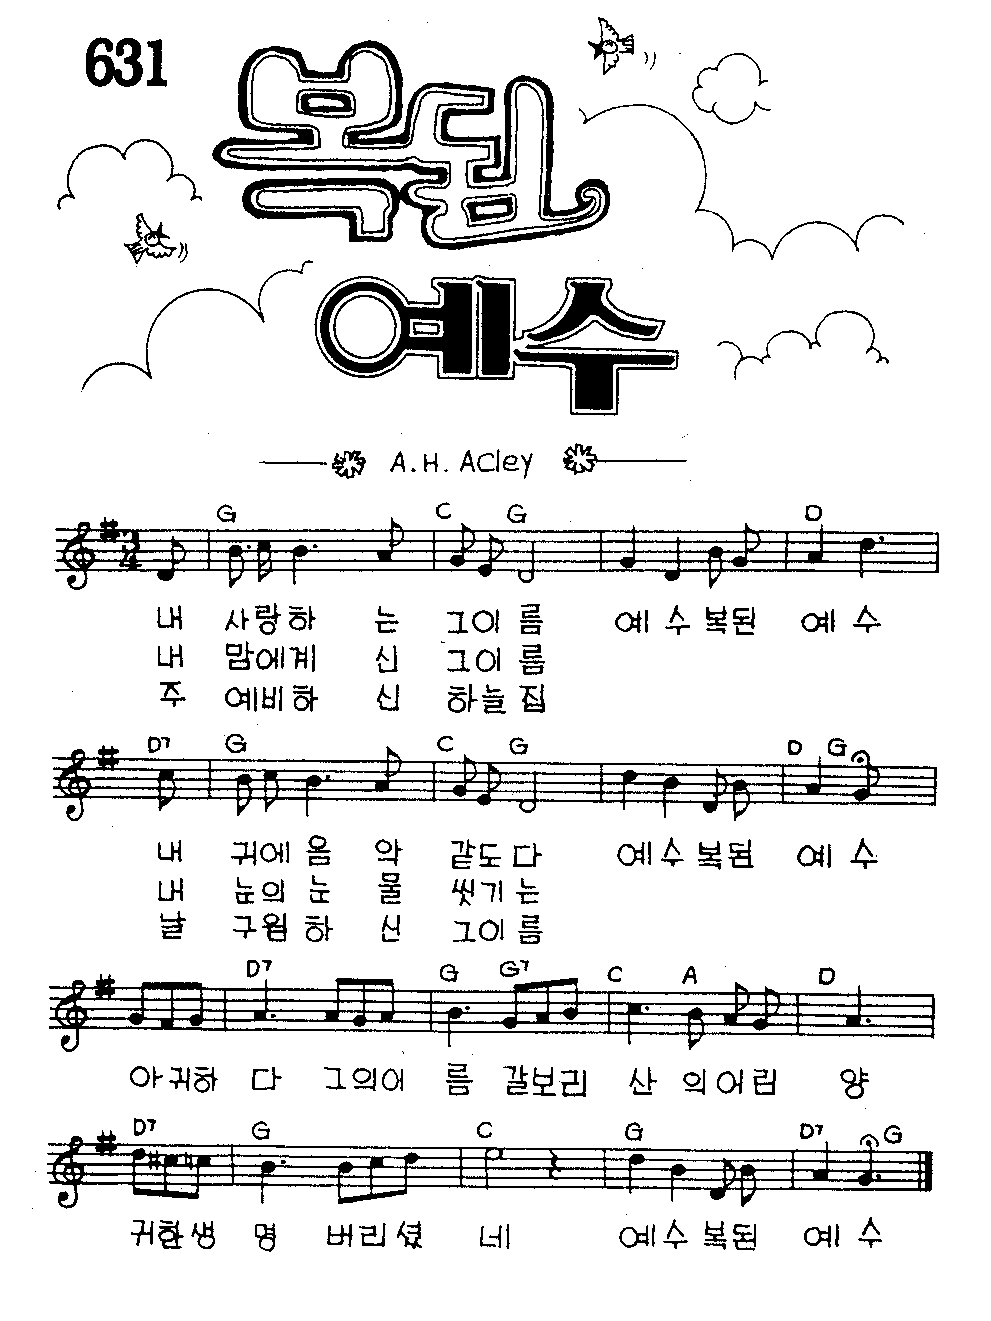 631
복된
예수
A.H. Acley
G C G D
내 사랑하 는 그이 름 예 수 복된 예 수
내 맘에계 신 그이 름
주 예비하 신 하늘 집
D7 G C G D G
내 귀에 음 악 같도 다 예 수 복된 예 수
내 눈의 눈 물 씻기 는
날 구원 하 신 그이 름
D7 G G7 C A D
아귀하 다 그의이 름 갈보리 산 의어린 양
D7 G C G D7 G
귀한생 명 버리셨 네 예 수 복된 예 수